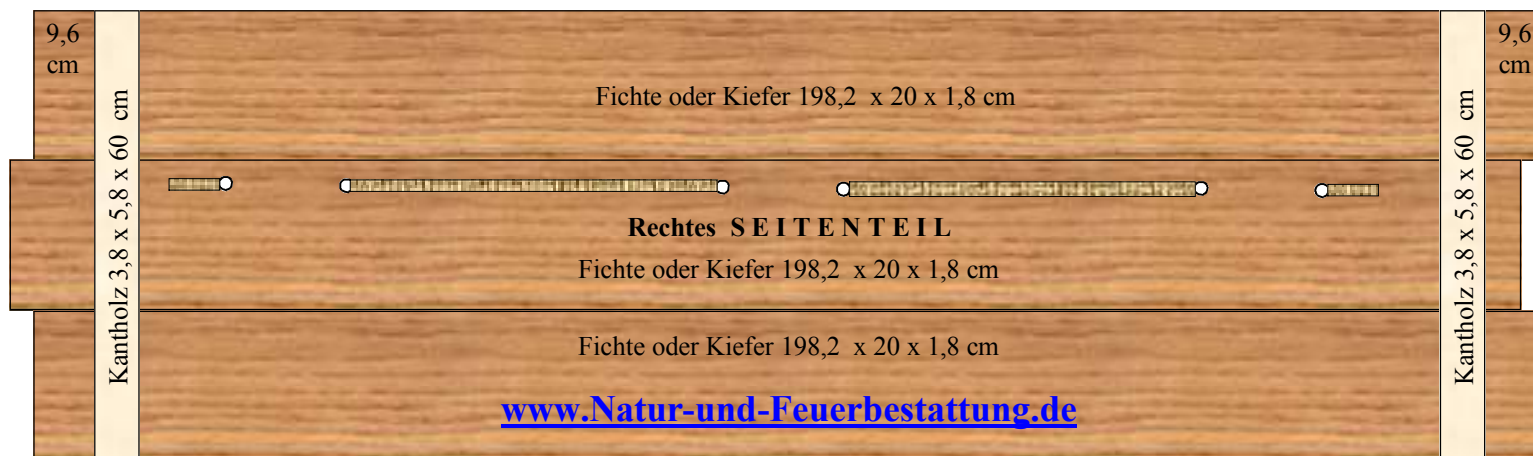 9,6
cm
9,6
cm
Kantholz 3,8 x 5,8 x 60 cm
Fichte oder Kiefer 198,2 x 20 x 1,8 cm
Rechtes S E I T E N T E I L
Fichte oder Kiefer 198,2 x 20 x 1,8 cm
Fichte oder Kiefer 198,2 x 20 x 1,8 cm
www.Natur-und-Feuerbestattung.de
Kantholz 3,8 x 5,8 x 60 cm